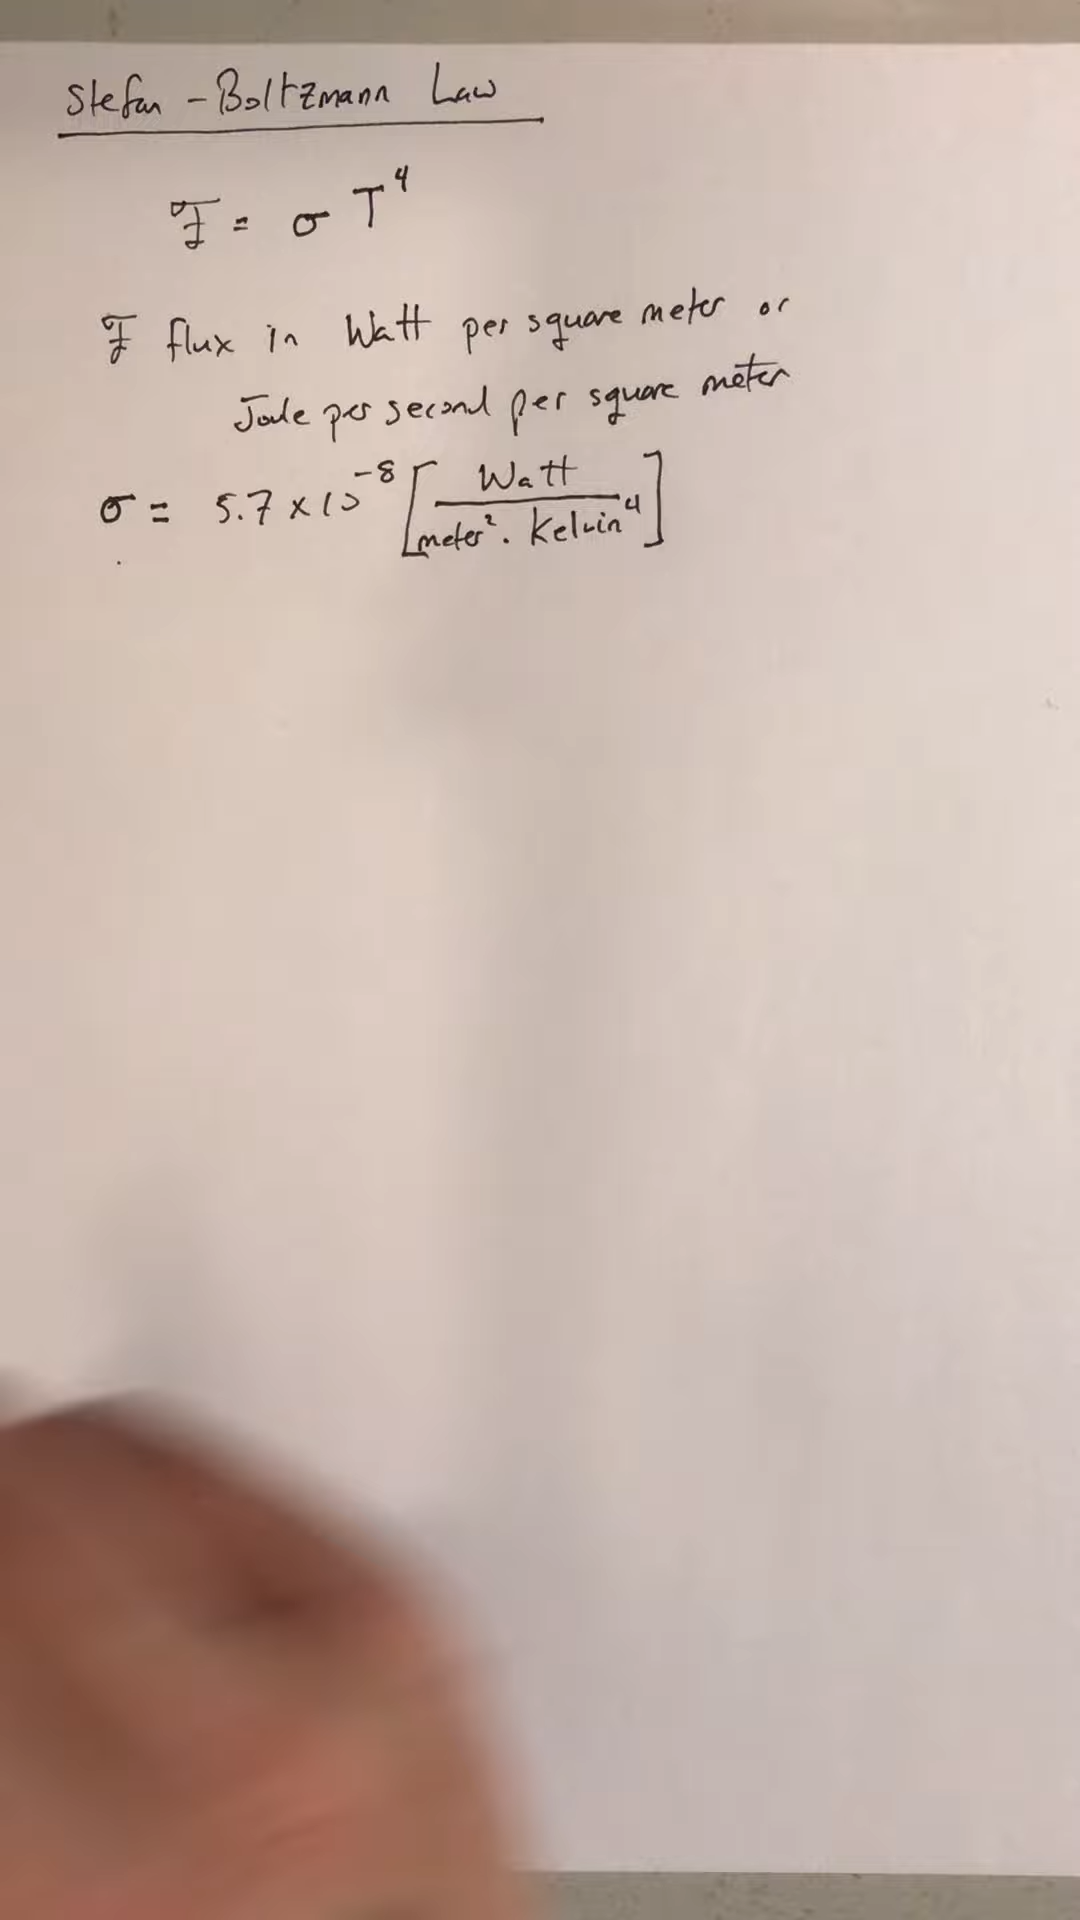 Stefan - Boltzmann Law
F = σ T⁴
F flux in Watt per square meter or
Joule per second per square meter
σ = 5.7 × 10⁻⁸ [Watt / meter² . Kelvin⁴]